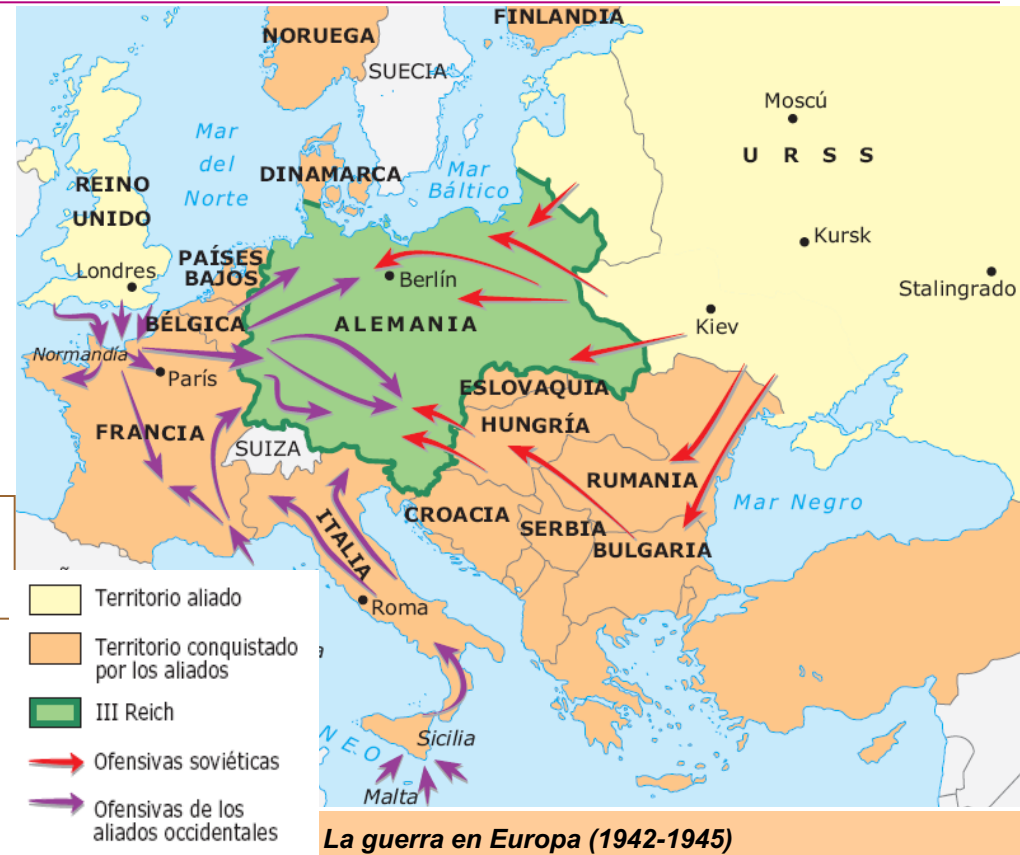 FINLANDIA
NORUEGA
SUECIA
Moscú
Mar
del
Norte
U R S S
DINAMARCA
Mar
Báltico
REINO
UNIDO
Kursk
PAÍSES
BAJOS
Londres
Berlín
Stalingrado
BÉLGICA
ALEMANIA
Kiev
Normandía
París
ESLOVAQUIA
HUNGRÍA
FRANCIA
SUIZA
RUMANIA
Mar Negro
CROACIA
ITALIA
SERBIA
BULGARIA
Roma
Sicilia
NEO
Malta
Territorio aliado
Territorio conquistado
por los aliados
III Reich
Ofensivas soviéticas
Ofensivas de los
aliados occidentales
La guerra en Europa (1942-1945)